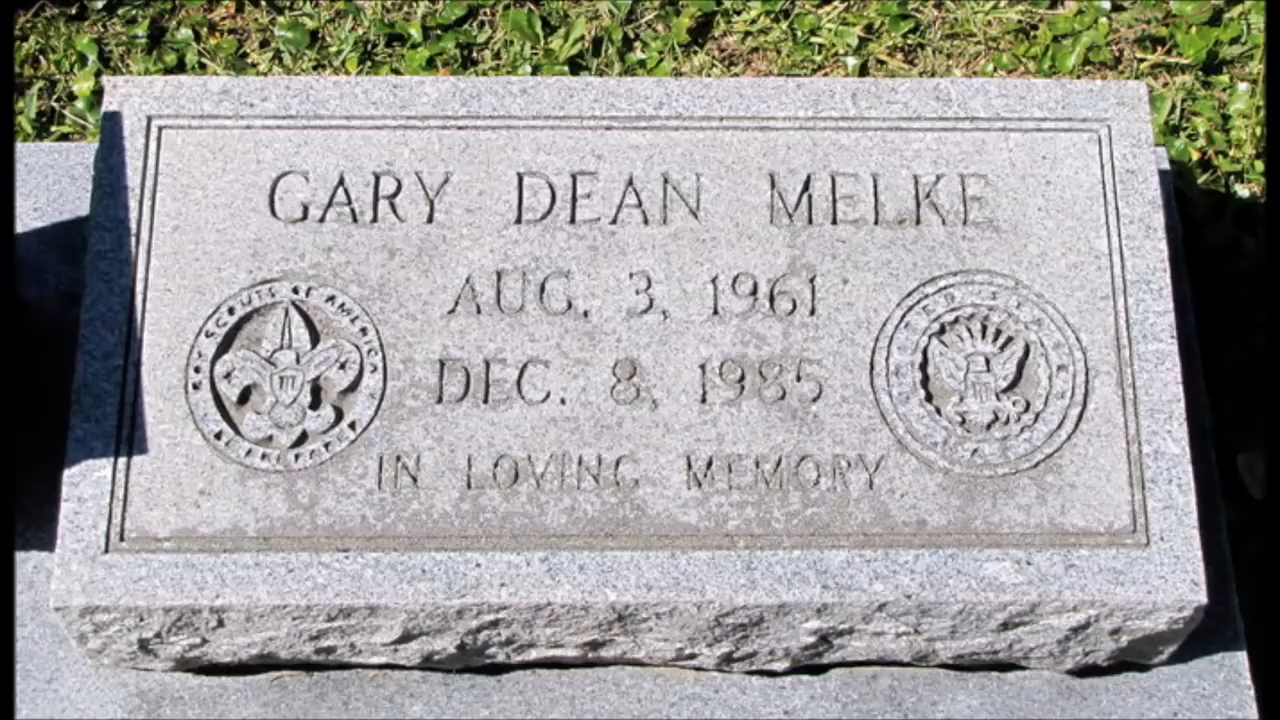 GARY DEAN MELKE
AUG. 3, 1961
DEC. 8, 1985
IN LOVING MEMORY
BOY SCOUTS OF AMERICA
BE PREPARED